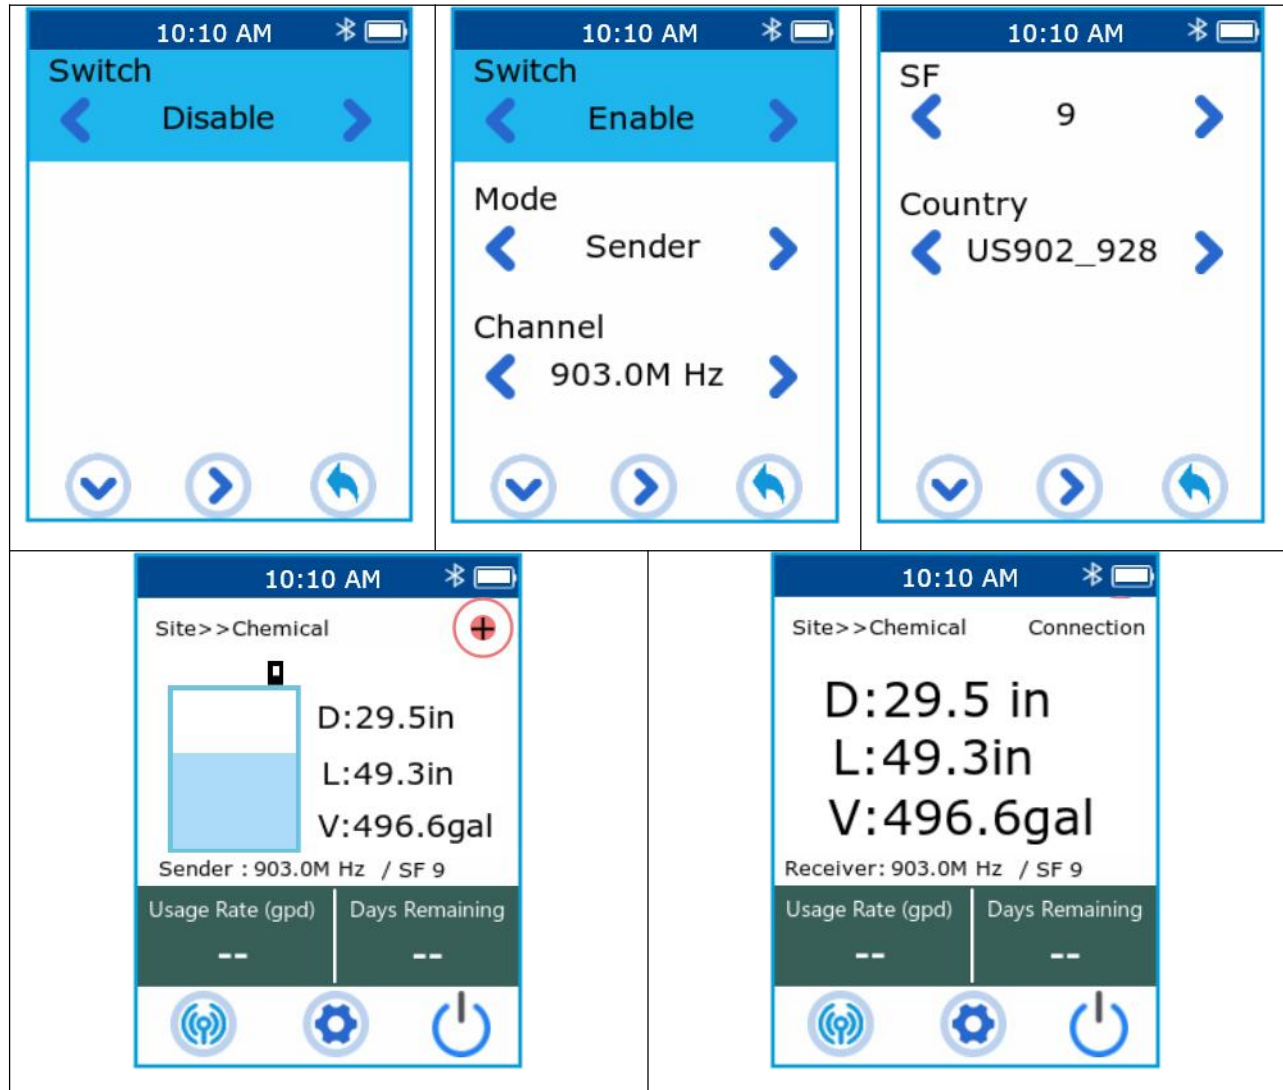 10:10 AM
Switch
Disable
10:10 AM
Switch
Enable
Mode
Sender
Channel
903.0M Hz
10:10 AM
SF
9
Country
US902_928
10:10 AM
Site>>Chemical
D:29.5in
L:49.3in
V:496.6gal
Sender : 903.0M Hz / SF 9
Usage Rate (gpd) Days Remaining
-- --
10:10 AM
Site>>Chemical Connection
D:29.5 in
L:49.3in
V:496.6gal
Receiver: 903.0M Hz / SF 9
Usage Rate (gpd) Days Remaining
-- --